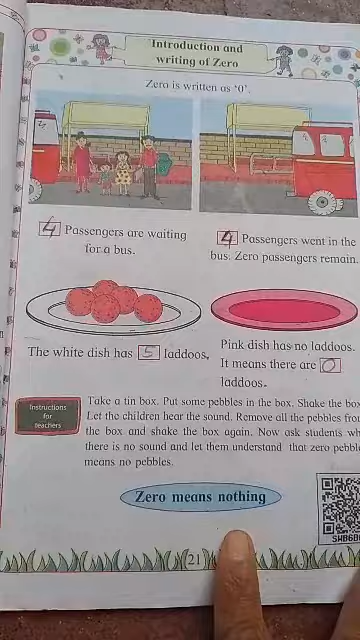 Introduction and
writing of Zero
Zero is written as '0'.
4 Passengers are waiting
for a bus.
4 Passengers went in the
bus. Zero passengers remain.
The white dish has 5 laddoos,
Pink dish has no laddoos.
It means there are 0
laddoos.
Instructions
for
teachers
Take a tin box. Put some pebbles in the box. Shake the box
Let the children hear the sound. Remove all the pebbles from
the box and shake the box again. Now ask students wh
there is no sound and let them understand that zero pebbl
means no pebbles.
Zero means nothing
21